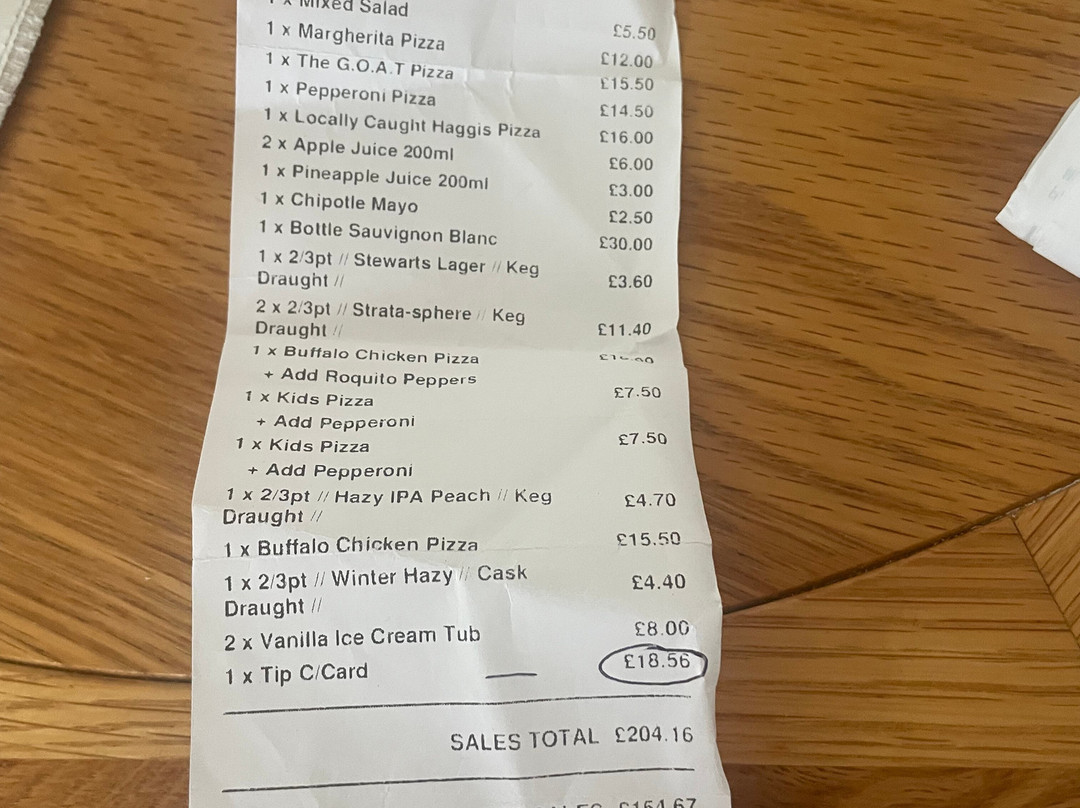 1 x Mixed Salad £5.50
1 x Margherita Pizza £12.00
1 x The G.O.A.T Pizza £15.50
1 x Pepperoni Pizza £14.50
1 x Locally Caught Haggis Pizza £16.00
2 x Apple Juice 200ml £6.00
1 x Pineapple Juice 200ml £3.00
1 x Chipotle Mayo £2.50
1 x Bottle Sauvignon Blanc £30.00
1 x 2/3pt // Stewarts Lager // Keg
Draught // £3.60
2 x 2/3pt // Strata-sphere // Keg
Draught // £11.40
1 x Buffalo Chicken Pizza
+ Add Roquito Peppers
1 x Kids Pizza £7.50
+ Add Pepperoni
1 x Kids Pizza £7.50
+ Add Pepperoni
1 x 2/3pt // Hazy IPA Peach // Keg £4.70
Draught //
1 x Buffalo Chicken Pizza £15.50
1 x 2/3pt // Winter Hazy // Cask £4.40
Draught //
2 x Vanilla Ice Cream Tub £8.00
1 x Tip C/Card £18.56
SALES TOTAL £204.16
£164.67